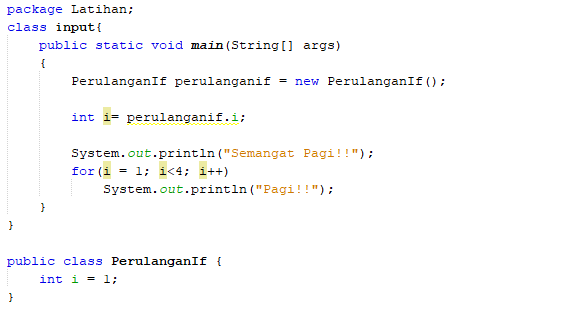 package Latihan;
class input{
    public static void main(String[] args)
    {
        PerulanganIf perulanganif = new PerulanganIf();
        int i= perulanganif.i;
        System.out.println("Semangat Pagi!!");
        for(i = 1; i<4; i++)
            System.out.println("Pagi!!");
    }
}
public class PerulanganIf {
    int i = 1;
}